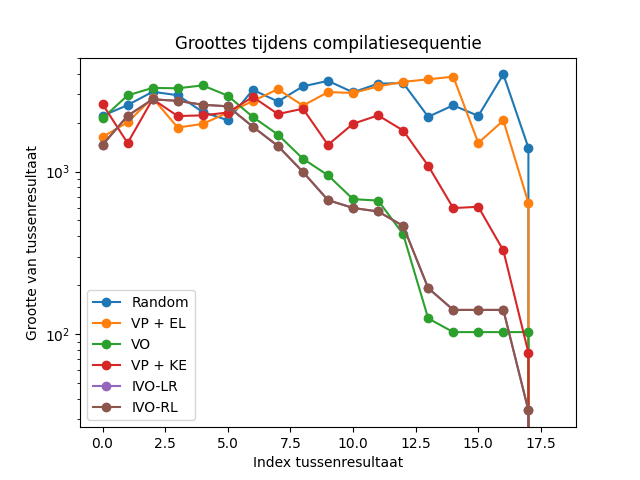 Groottes tijdens compilatiesequentie
Grootte van tussenresultaat
10³
10²
Random
VP + EL
VO
VP + KE
IVO-LR
IVO-RL
0.0 2.5 5.0 7.5 10.0 12.5 15.0 17.5
Index tussenresultaat